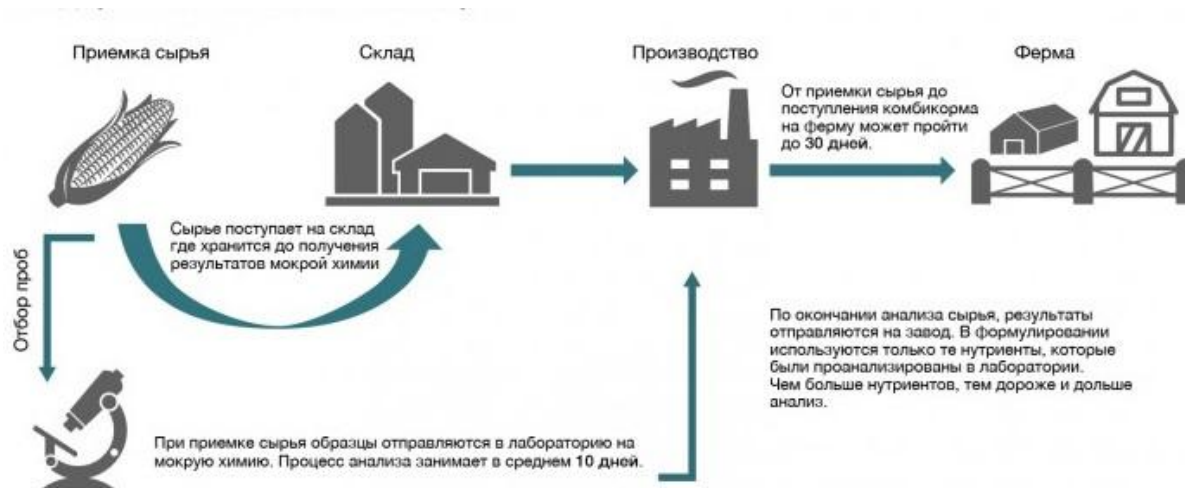 Приемка сырья
Склад
Производство
Ферма
От приемки сырья до
поступления комбикорма
на ферму может пройти
до 30 дней.
Сырье поступает на склад
где хранится до получения
результатов мокрой химии
Отбор проб
По окончании анализа сырья, результаты
отправляются на завод. В формулировании
используются только те нутриенты, которые
были проанализированы в лаборатории.
Чем больше нутриентов, тем дороже и дольше
анализ.
При приемке сырья образцы отправляются в лабораторию на
мокрую химию. Процесс анализа занимает в среднем 10 дней.